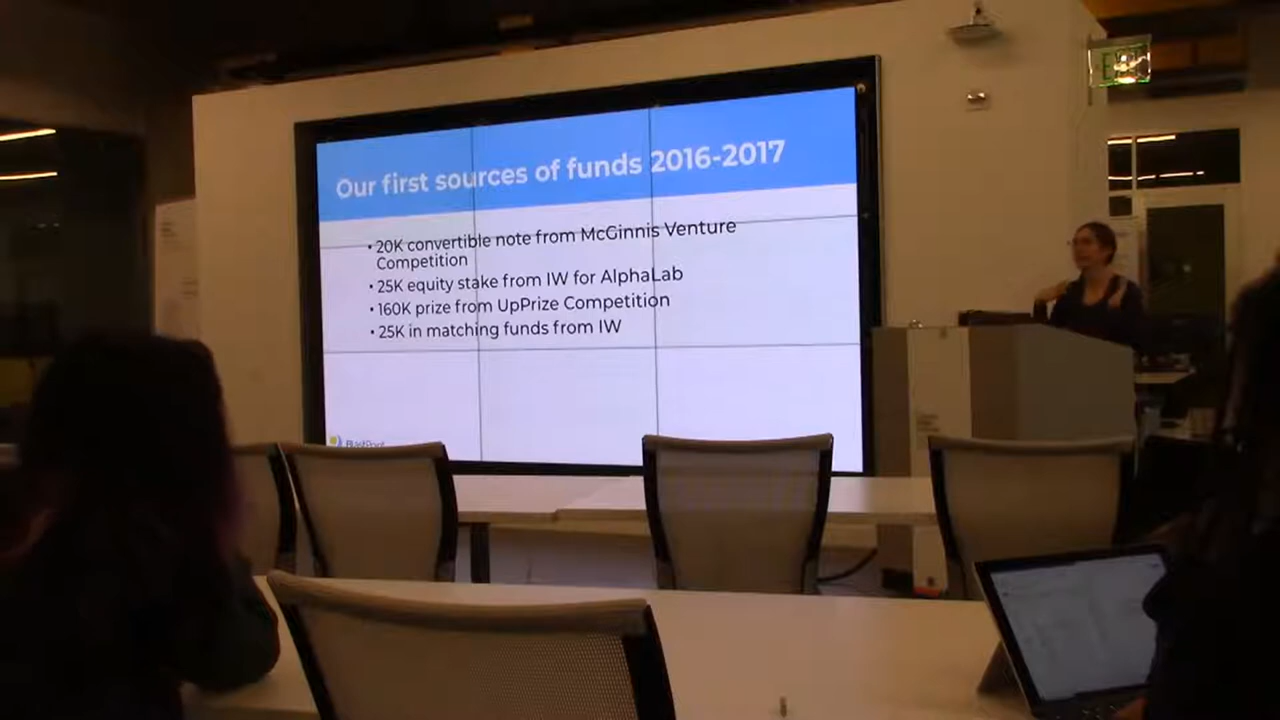 Our first sources of funds 2016-2017
• 20K convertible note from McGinnis Venture
Competition
• 25K equity stake from IW for AlphaLab
• 160K prize from UpPrize Competition
• 25K in matching funds from IW
EXIT